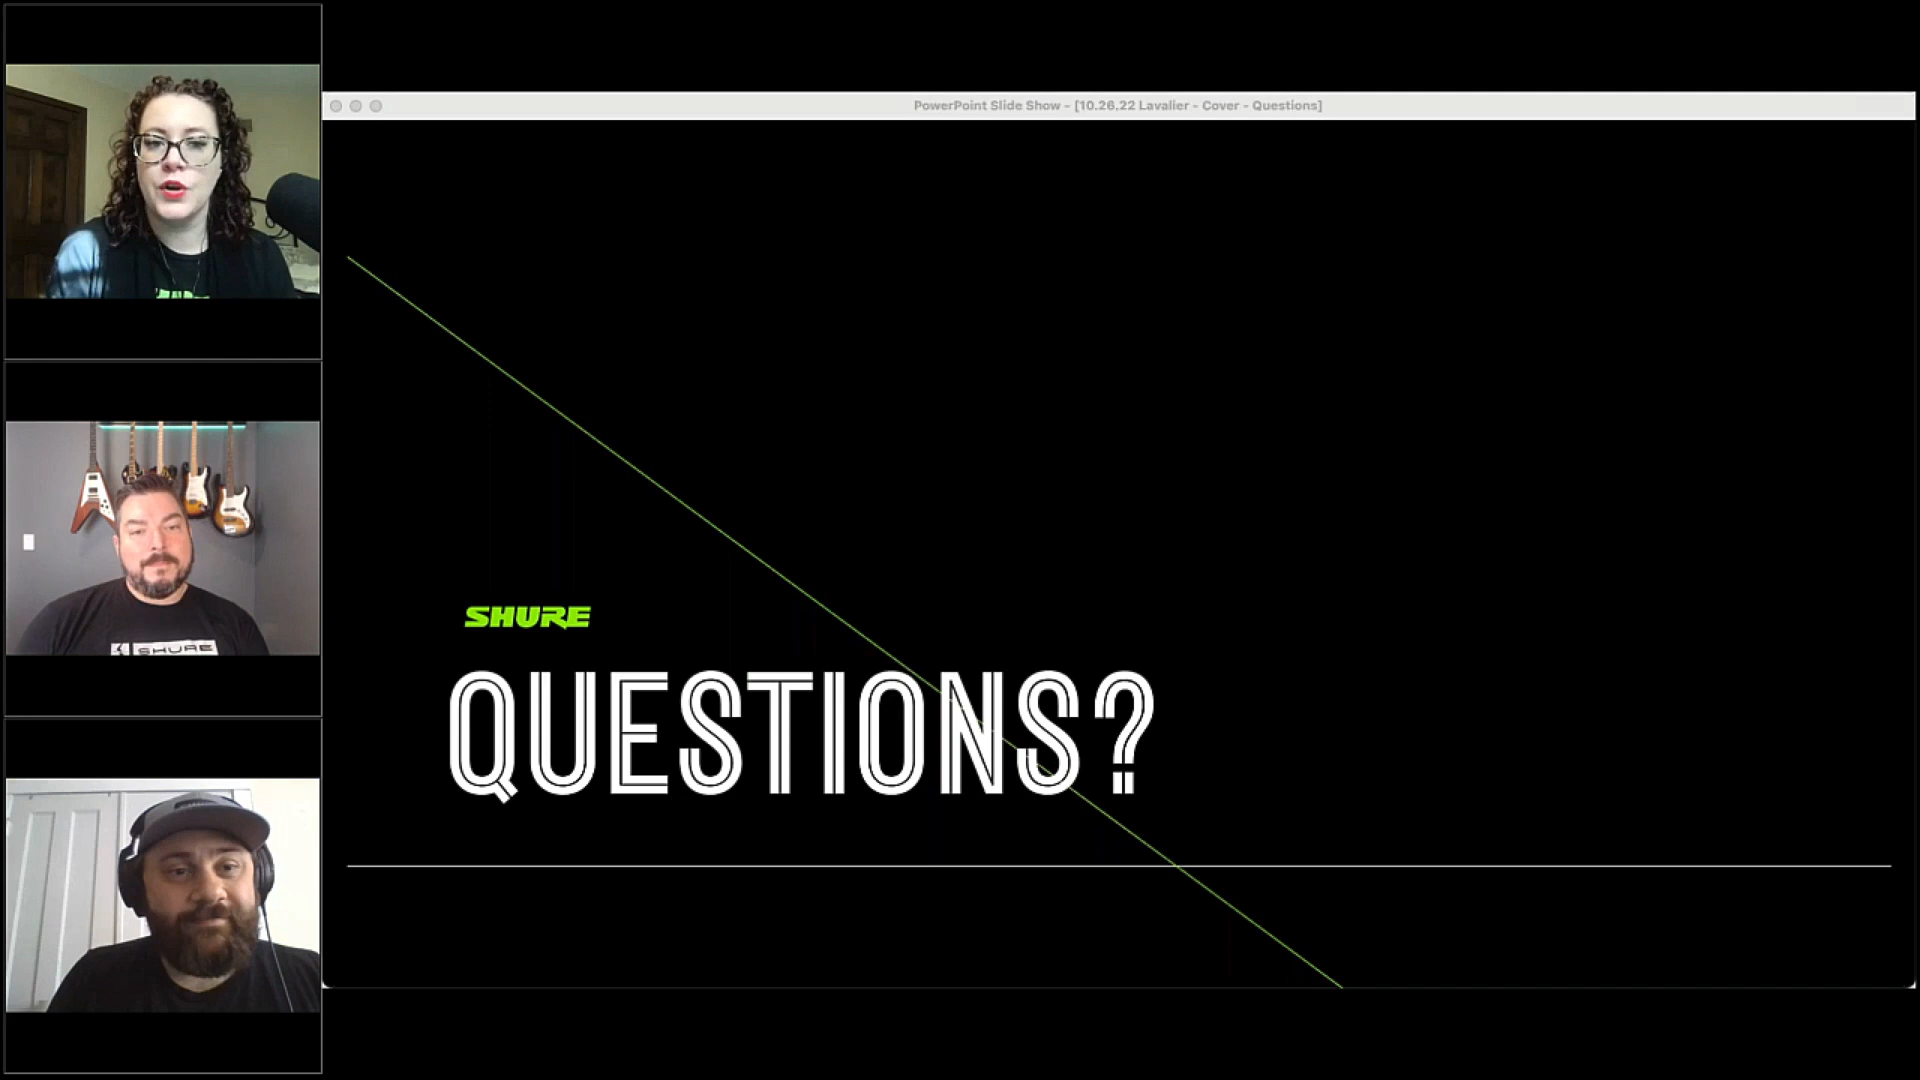 PowerPoint Slide Show - [10.26.22 Lavalier - Cover - Questions]
SHURE
SHURE
QUESTIONS?